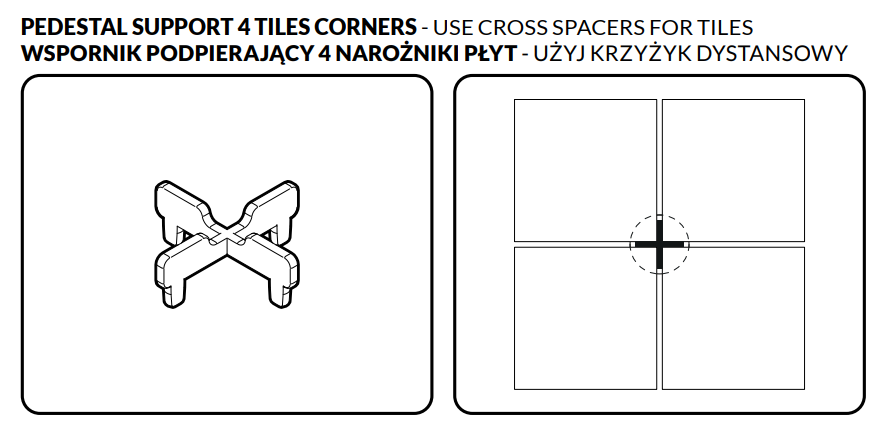 PEDESTAL SUPPORT 4 TILES CORNERS - USE CROSS SPACERS FOR TILES
WSPORNIK PODPIERAJĄCY 4 NAROŻNIKI PŁYT - UŻYJ KRZYŻYK DYSTANSOWY